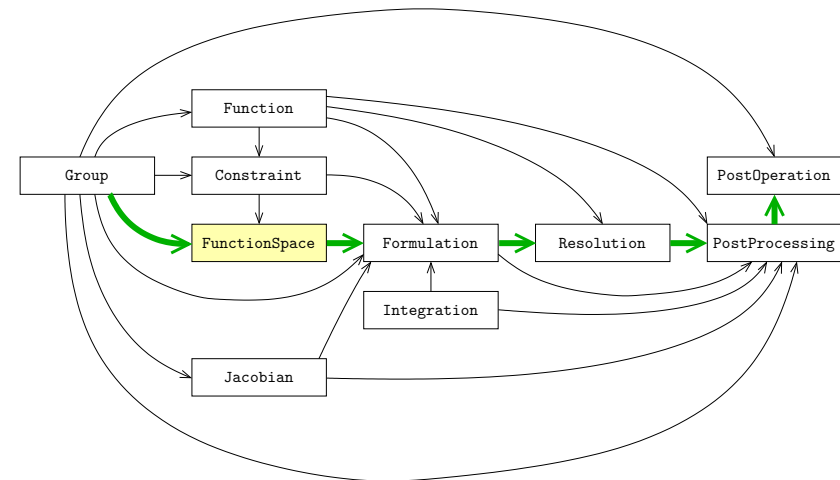 Function
Group
Constraint
PostOperation
FunctionSpace
Formulation
Resolution
PostProcessing
Integration
Jacobian